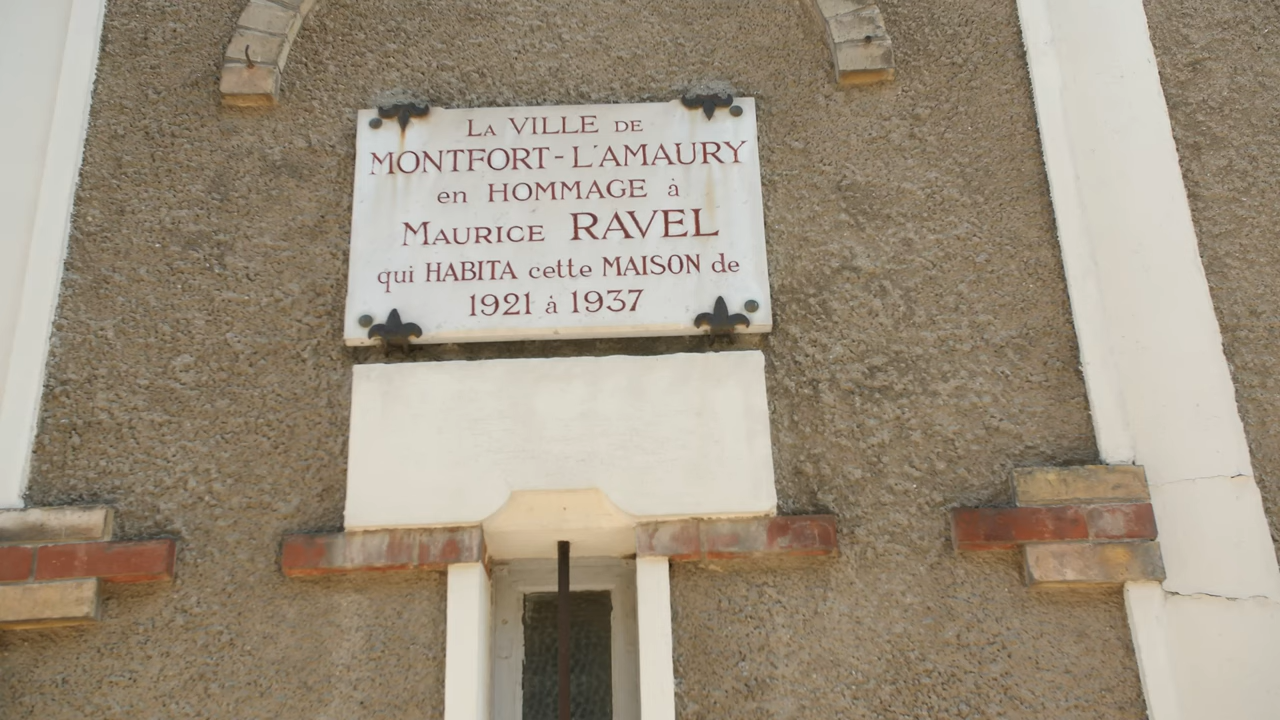 La VILLE DE
MONTFORT-L'AMAURY
en HOMMAGE à
MAURICE RAVEL
qui HABITA cette MAISON de
1921 à 1937